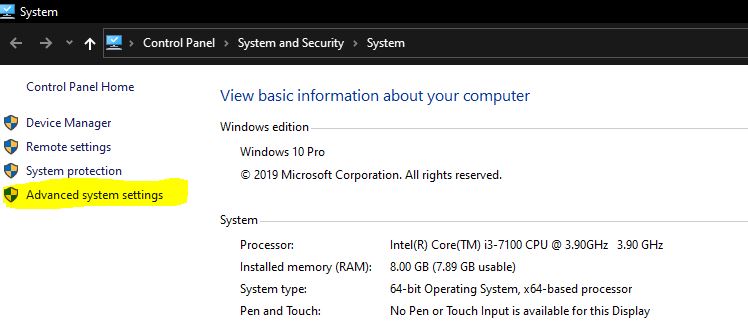 System
Control Panel > System and Security > System
Control Panel Home
Device Manager
Remote settings
System protection
Advanced system settings
View basic information about your computer
Windows edition
Windows 10 Pro
© 2019 Microsoft Corporation. All rights reserved.
System
Processor: Intel(R) Core(TM) i3-7100 CPU @ 3.90GHz 3.90 GHz
Installed memory (RAM): 8.00 GB (7.89 GB usable)
System type: 64-bit Operating System, x64-based processor
Pen and Touch: No Pen or Touch Input is available for this Display